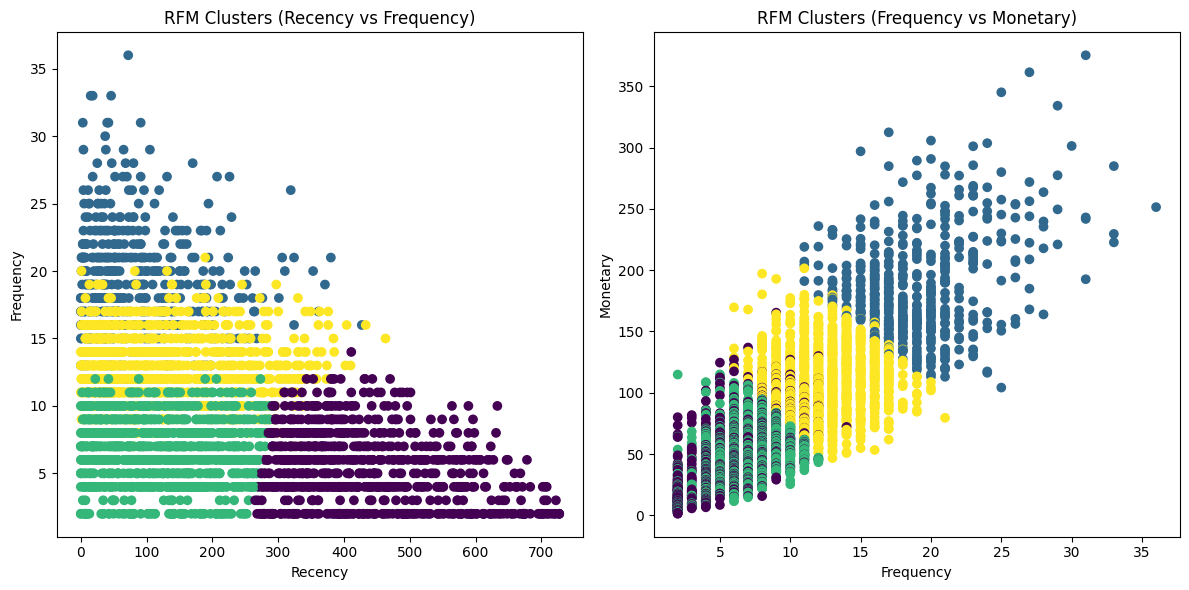 RFM Clusters (Recency vs Frequency)
35
30
25
20
15
10
5
Frequency
0 100 200 300 400 500 600 700
Recency
RFM Clusters (Frequency vs Monetary)
350
300
250
200
150
100
50
0
Monetary
5 10 15 20 25 30 35
Frequency